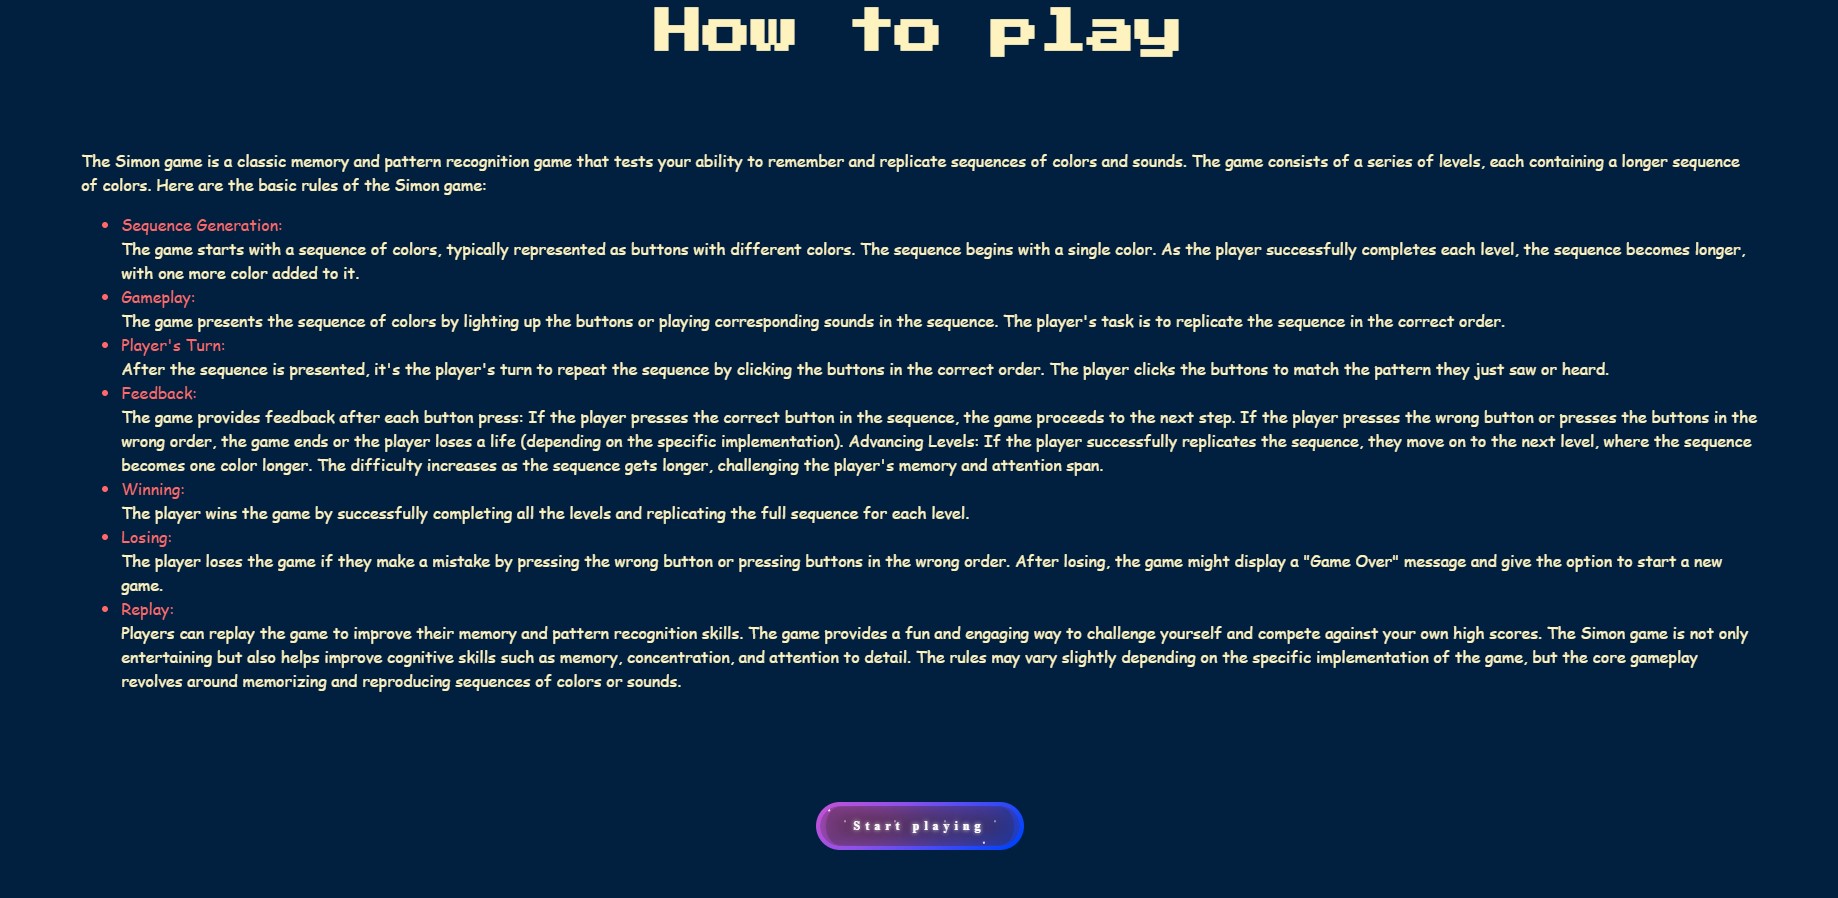 How to play
The Simon game is a classic memory and pattern recognition game that tests your ability to remember and replicate sequences of colors and sounds. The game consists of a series of levels, each containing a longer sequence
of colors. Here are the basic rules of the Simon game:
• Sequence Generation:
The game starts with a sequence of colors, typically represented as buttons with different colors. The sequence begins with a single color. As the player successfully completes each level, the sequence becomes longer,
with one more color added to it.
• Gameplay:
The game presents the sequence of colors by lighting up the buttons or playing corresponding sounds in the sequence. The player's task is to replicate the sequence in the correct order.
• Player's Turn:
After the sequence is presented, it's the player's turn to repeat the sequence by clicking the buttons in the correct order. The player clicks the buttons to match the pattern they just saw or heard.
• Feedback:
The game provides feedback after each button press: If the player presses the correct button in the sequence, the game proceeds to the next step. If the player presses the wrong button or presses the buttons in the
wrong order, the game ends or the player loses a life (depending on the specific implementation). Advancing Levels: If the player successfully replicates the sequence, they move on to the next level, where the sequence
becomes one color longer. The difficulty increases as the sequence gets longer, challenging the player's memory and attention span.
• Winning:
The player wins the game by successfully completing all the levels and replicating the full sequence for each level.
• Losing:
The player loses the game if they make a mistake by pressing the wrong button or pressing buttons in the wrong order. After losing, the game might display a "Game Over" message and give the option to start a new
game.
• Replay:
Players can replay the game to improve their memory and pattern recognition skills. The game provides a fun and engaging way to challenge yourself and compete against your own high scores. The Simon game is not only
entertaining but also helps improve cognitive skills such as memory, concentration, and attention to detail. The rules may vary slightly depending on the specific implementation of the game, but the core gameplay
revolves around memorizing and reproducing sequences of colors or sounds.
Start playing